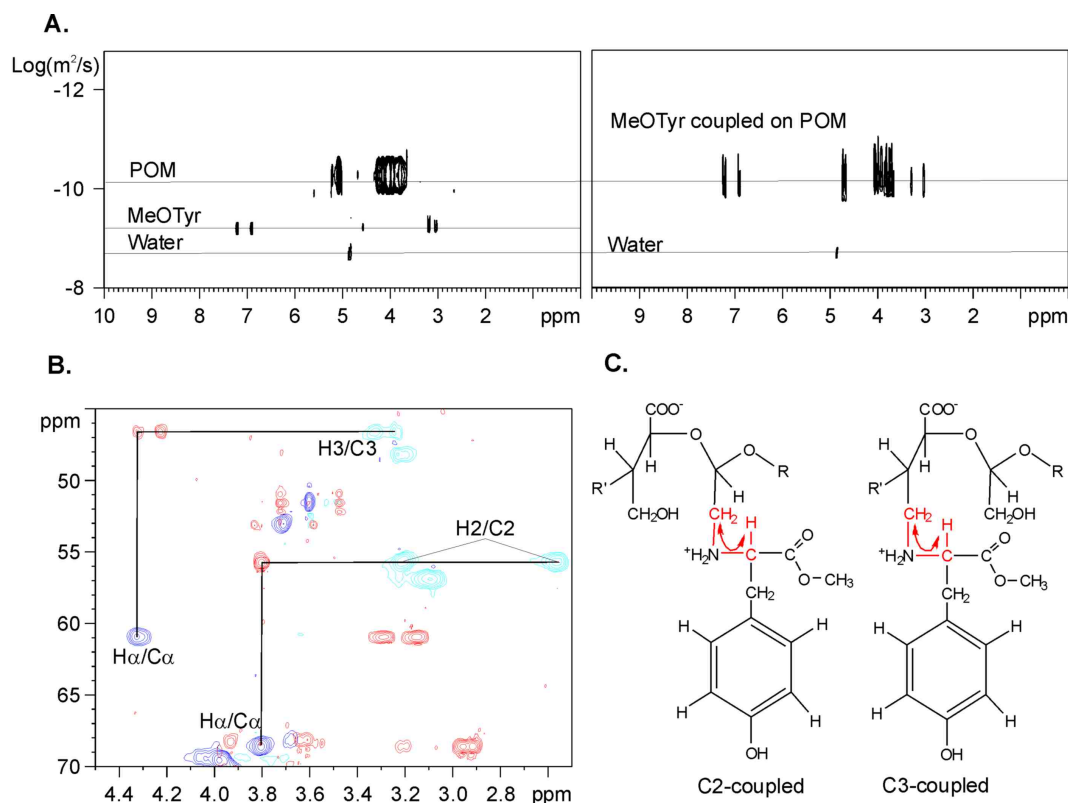 A.
Log(m²/s)
-12
-10
-8
POM
MeOTyr
Water
10 9 8 7 6 5 4 3 2 ppm
MeOTyr coupled on POM
Water
9 8 7 6 5 4 3 2 ppm
B.
ppm
50
55
60
65
70
H3/C3
H2/C2
Hα/Cα
Hα/Cα
4.4 4.2 4.0 3.8 3.6 3.4 3.2 3.0 2.8 ppm
C.
COO⁻
O
H
H
O
R
R'
H
CH₂OH
CH₂
H
⁺H₂N
C
O
O
CH₃
CH₂
H
H
H
H
OH
C2-coupled
COO⁻
O
H
H
O
R
R'
H
CH₂
CH₂OH
H
⁺H₂N
C
O
O
CH₃
CH₂
H
H
H
H
OH
C3-coupled